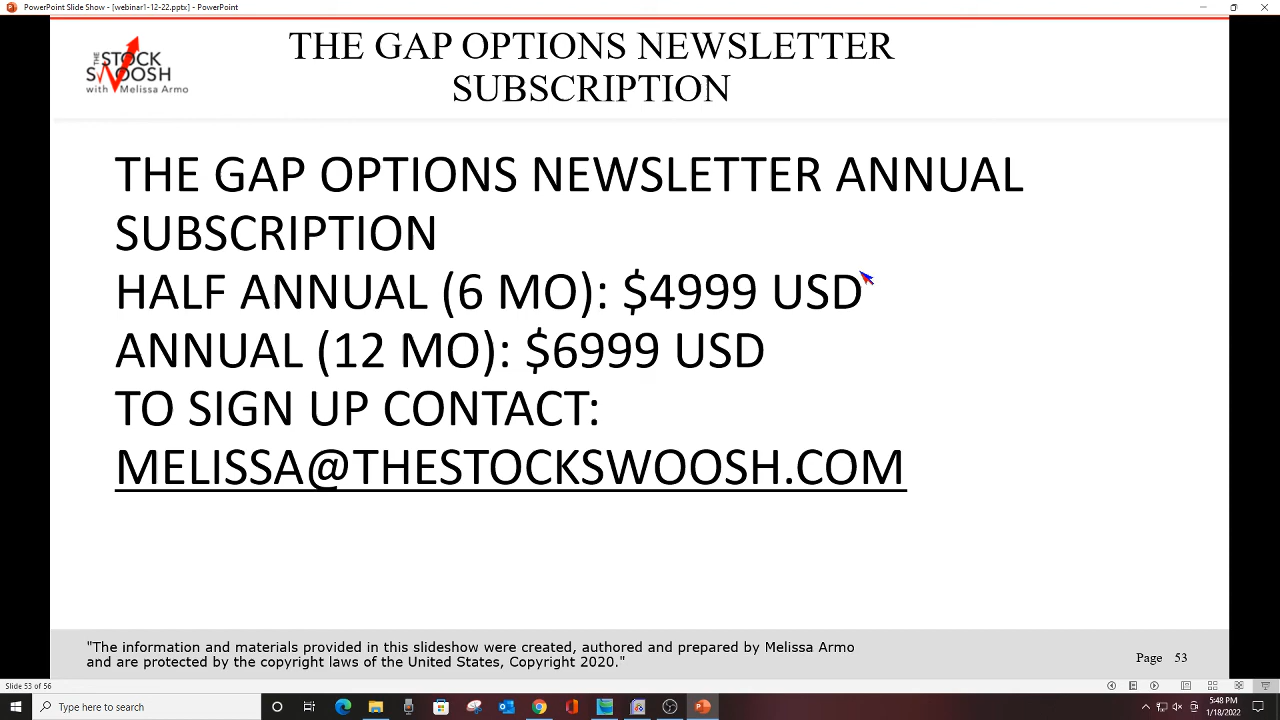 PowerPoint Slide Show - [webinar1-12-22.pptx] - PowerPoint
THE STOCK
SWOOSH
with Melissa Armo
THE GAP OPTIONS NEWSLETTER
SUBSCRIPTION
THE GAP OPTIONS NEWSLETTER ANNUAL
SUBSCRIPTION
HALF ANNUAL (6 MO): $4999 USD
ANNUAL (12 MO): $6999 USD
TO SIGN UP CONTACT:
MELISSA@THESTOCKSWOOSH.COM
"The information and materials provided in this slideshow were created, authored and prepared by Melissa Armo
and are protected by the copyright laws of the United States, Copyright 2020."
Page 53
Slide 53 of 56
Type here to search
5:48 PM
1/18/2022